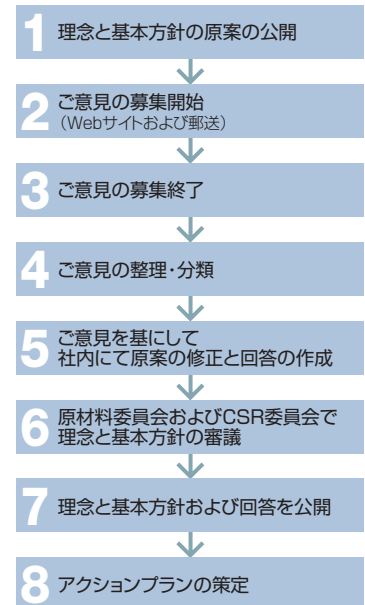 1 理念と基本方針の原案の公開
2 ご意見の募集開始
（Webサイトおよび郵送）
3 ご意見の募集終了
4 ご意見の整理・分類
5 ご意見を基にして
社内にて原案の修正と回答の作成
6 原材料委員会およびCSR委員会で
理念と基本方針の審議
7 理念と基本方針および回答を公開
8 アクションプランの策定